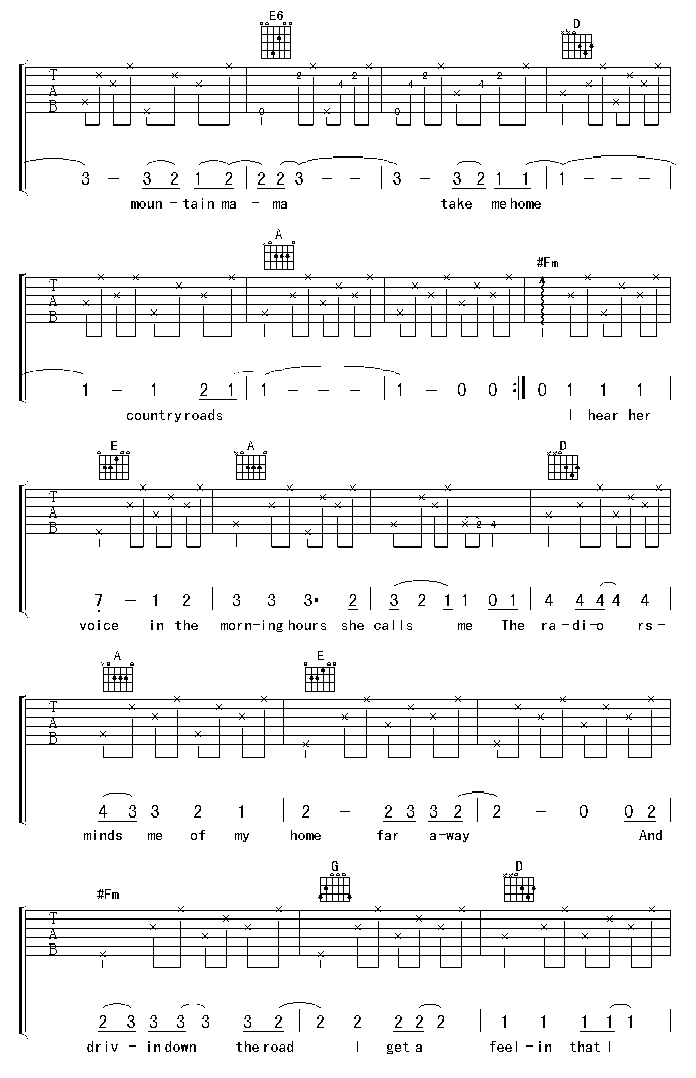 E6 D
T A B 2 4 2 0 4 2 4 2 0 4 2
3 - 3 2 1 2 | 2 2 3 - - - | 3 - 3 2 1 1 | 1 - - - |
moun - tain ma - ma take me home
A #Fm
T A B
1 - 1 2 1 | 1 - - - | 1 - 0 0 :| 0 1 1 1 |
country roads I hear her
E A D
T A B 2 4
7 - 1 2 | 3 3 3· 2 | 3 2 1 1 0 1 | 4 4 4 4 4 |
voice in the morn-ing hours she calls me The ra-di-o rs-
A E
T A B
4 3 3 2 1 | 2 - 2 3 3 2 | 2 - 0 0 2 |
minds me of my home far a-way And
#Fm G D
T A B
2 3 3 3 3 3 2 | 2 2 2 2 2 | 1 1 1 1 1 |
driv - in down the road I get a feel-in that I